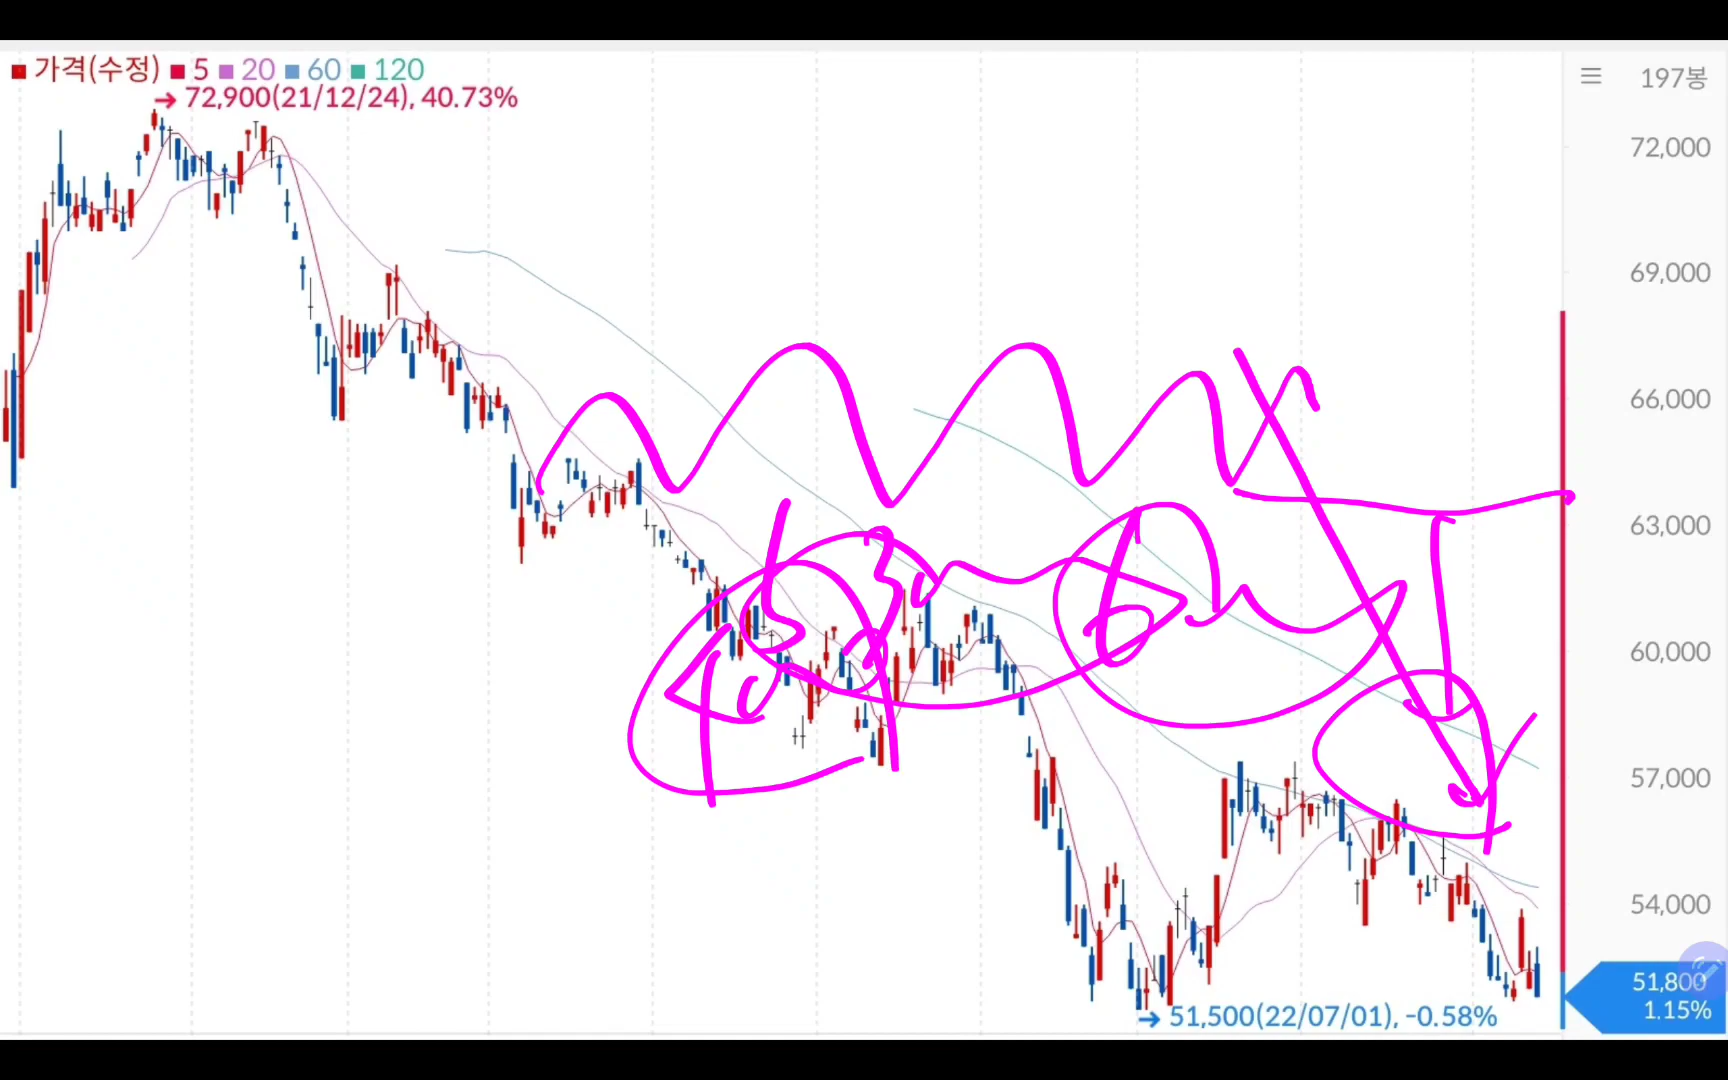 가격(수정) 5 20 60 120
→ 72,900(21/12/24), 40.73%
197봉
72,000
69,000
66,000
63,000
60,000
57,000
54,000
51,800
1.15%
→ 51,500(22/07/01), -0.58%